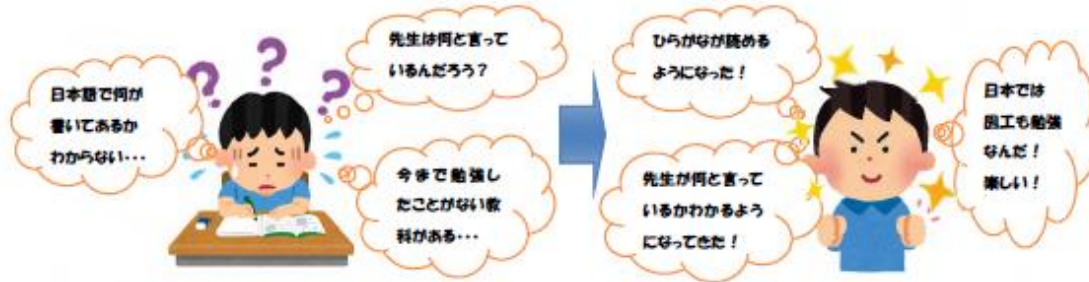 日本語で何が
書いてあるか
わからない・・・
先生は何と言って
いるんだろう？
今まで勉強し
たことがない教
科がある・・・
ひらがなが読める
ようになった！
先生が何と言って
いるかわかるよう
になってきた！
日本では
図工も勉強
なんだ！
楽しい！